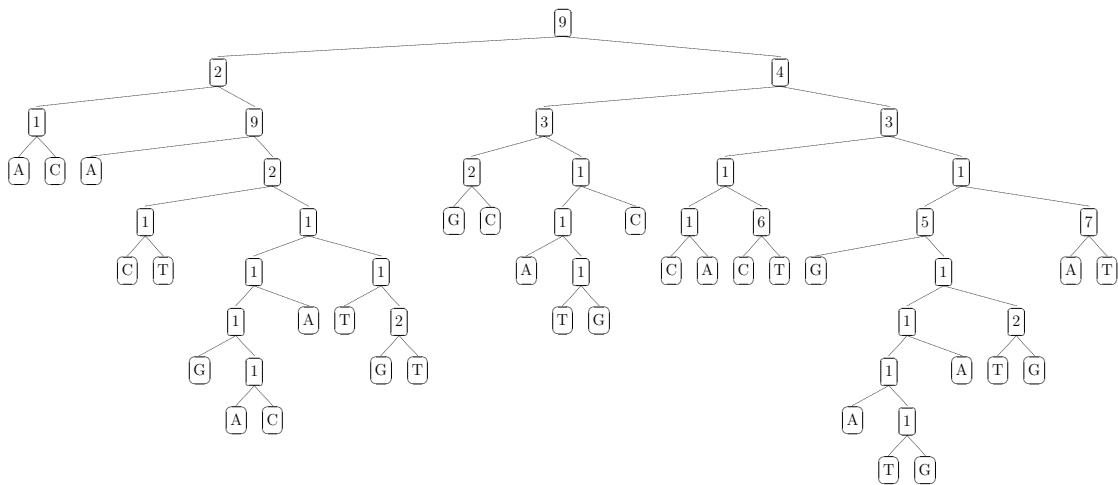 9
2 4
1 9 3 3
A C A 2 2 1 1 1
1 1 G C 1 C 1 6 5 7
C T 1 1 A 1 C A C T G 1 A T
1 A T 2 T G 1 2
G 1 G T 1 A T G
A C A 1
T G